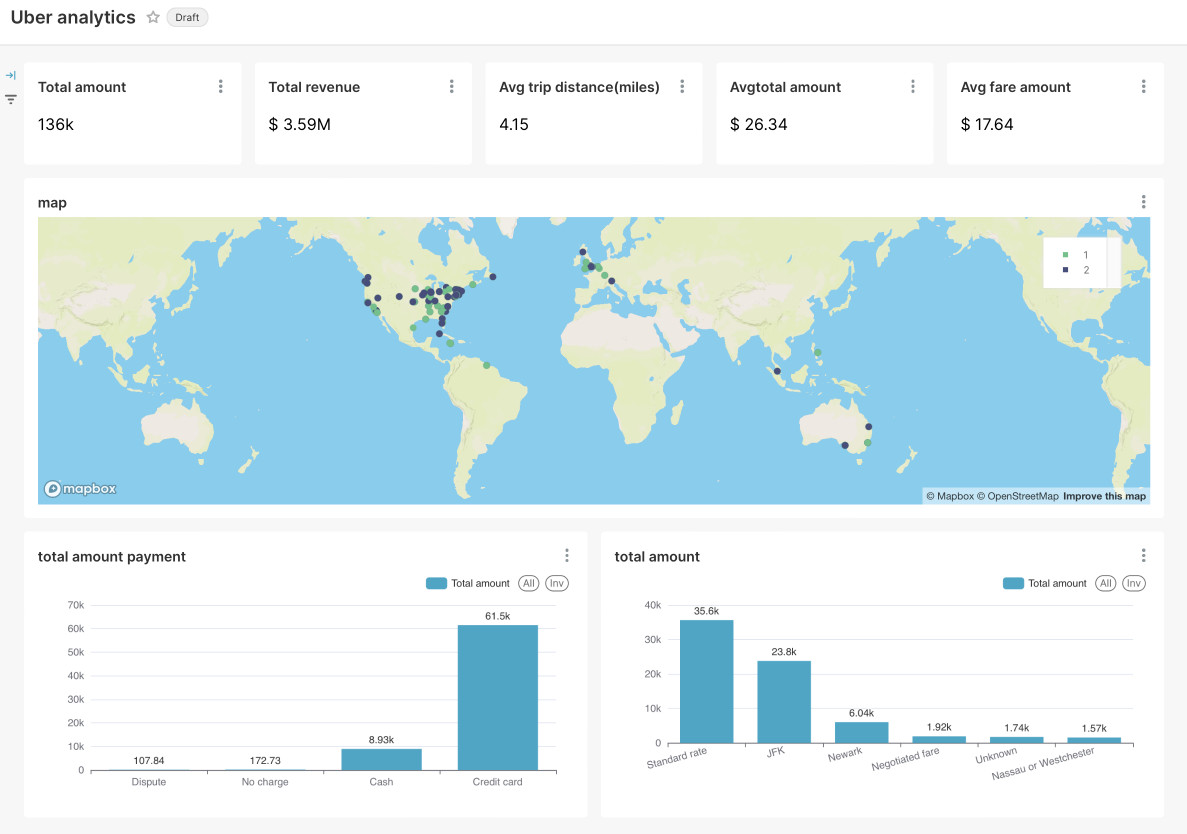 Uber analytics Draft
Total amount
136k
Total revenue
$ 3.59M
Avg trip distance(miles)
4.15
Avgtotal amount
$ 26.34
Avg fare amount
$ 17.64
map
1
2
mapbox
© Mapbox © OpenStreetMap Improve this map
total amount payment
Total amount All Inv
70k
60k
50k
40k
30k
20k
10k
0
107.84
172.73
8.93k
61.5k
Dispute No charge Cash Credit card
total amount
Total amount All Inv
40k
30k
20k
10k
0
35.6k
23.8k
6.04k
1.92k
1.74k
1.57k
Standard rate JFK Newark Negotiated fare Unknown Nassau or Westchester